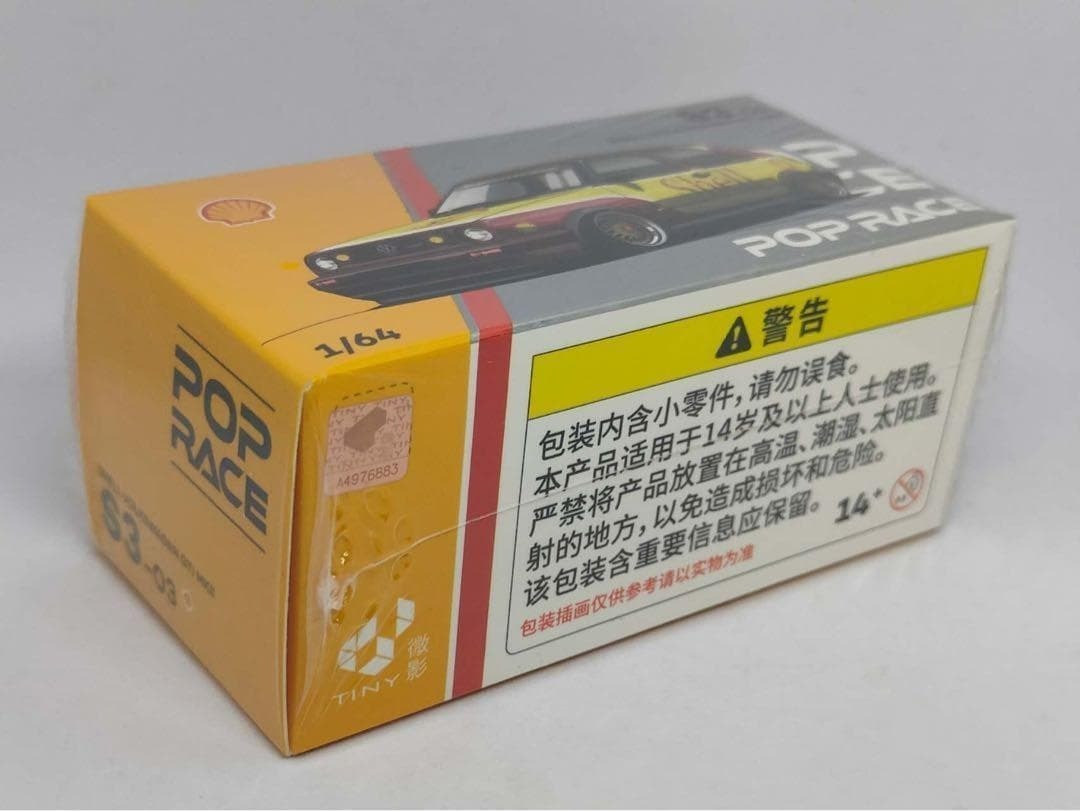 Shell
POP RACE
1/64
POP
RACE
S3-03
TINY
A4976883
TINY
微影
警告
包装内含小零件，请勿误食。
本产品适用于14岁及以上人士使用。
严禁将产品放置在高温、潮湿、太阳直
射的地方，以免造成损坏和危险。
该包装含重要信息应保留。
14+
包装插画仅供参考请以实物为准